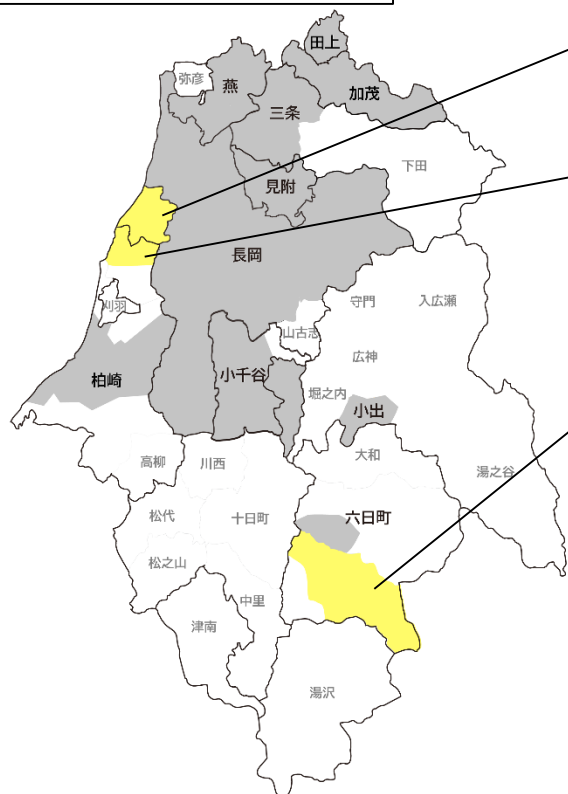 田上
弥彦
燕
加茂
三条
下田
見附
長岡
刈羽
守門
入広瀬
山古志
広神
柏崎
小千谷
堀之内
小出
大和
高柳
川西
湯之谷
松代
十日町
六日町
松之山
中里
津南
湯沢